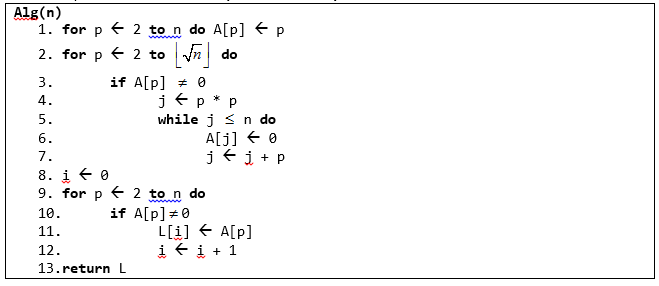 Alg(n)
1. for p ← 2 to n do A[p] ← p
2. for p ← 2 to ⌊√n⌋ do
3. if A[p] ≠ 0
4. j ← p * p
5. while j ≤ n do
6. A[j] ← 0
7. j ← j + p
8. i ← 0
9. for p ← 2 to n do
10. if A[p]≠0
11. L[i] ← A[p]
12. i ← i + 1
13.return L